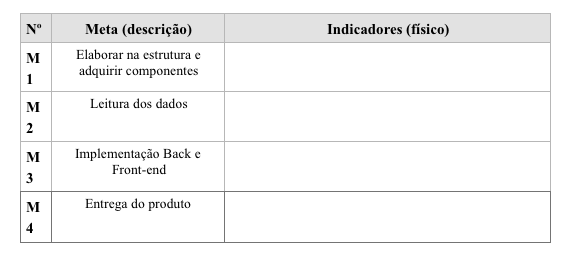 Nº Meta (descrição) Indicadores (físico)
M Elaborar na estrutura e
1 adquirir componentes
M Leitura dos dados
2
M Implementação Back e
3 Front-end
M Entrega do produto
4